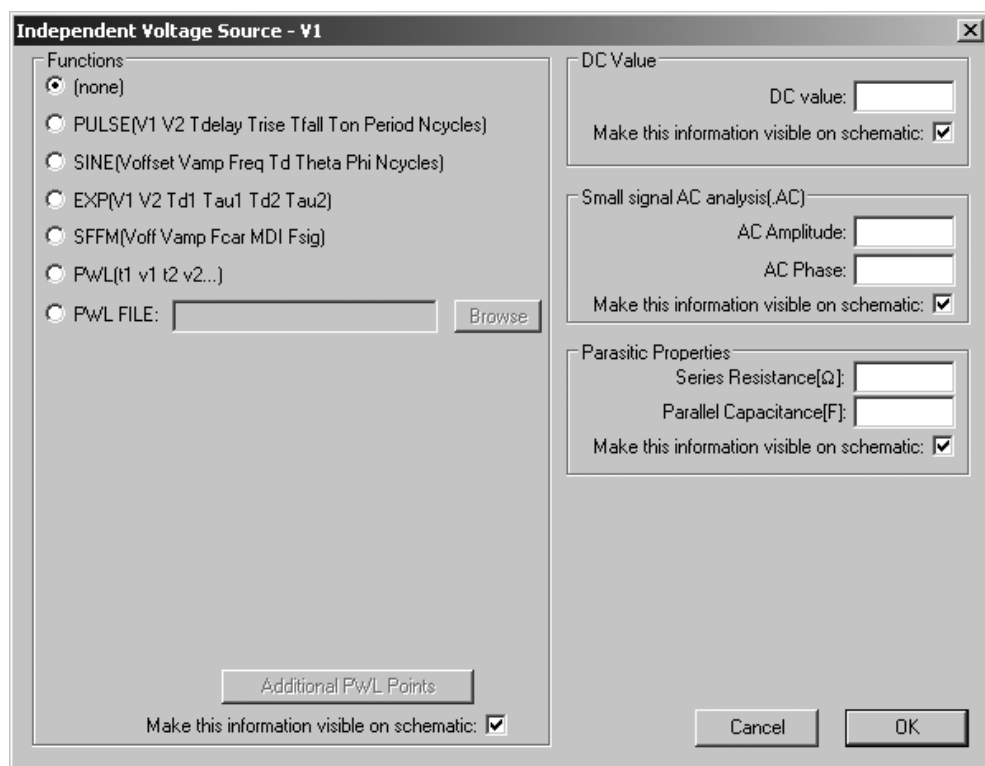 Independent Voltage Source - V1
Functions
(none)
PULSE(V1 V2 Tdelay Trise Tfall Ton Period Ncycles)
SINE(Voffset Vamp Freq Td Theta Phi Ncycles)
EXP(V1 V2 Td1 Tau1 Td2 Tau2)
SFFM(Voff Vamp Fcar MDI Fsig)
PWL(t1 v1 t2 v2...)
PWL FILE:
Browse
Additional PWL Points
Make this information visible on schematic:
DC Value
DC value:
Make this information visible on schematic:
Small signal AC analysis(.AC)
AC Amplitude:
AC Phase:
Make this information visible on schematic:
Parasitic Properties
Series Resistance[Ω]:
Parallel Capacitance[F]:
Make this information visible on schematic:
Cancel
OK